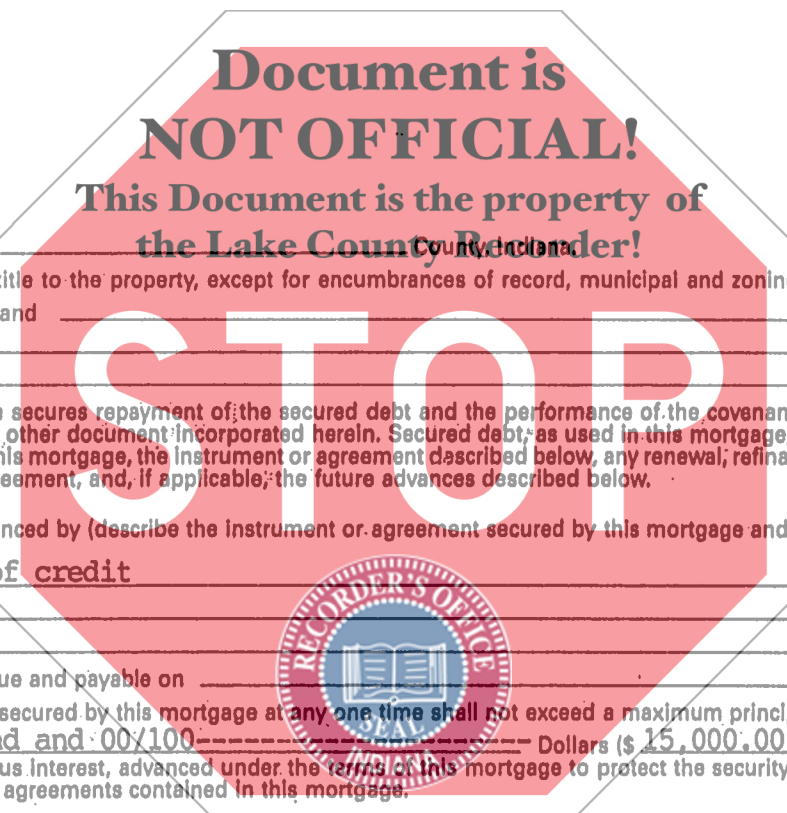 Document is
NOT OFFICIAL!
This Document is the property of
the Lake County Recorder!
County, Indiana,
title to the property, except for encumbrances of record, municipal and zonin
and
STOP
secures repayment of the secured debt and the performance of the covenan
other document incorporated herein. Secured debt, as used in this mortgage,
his mortgage, the instrument or agreement described below, any renewal, refina
eement, and, if applicable, the future advances described below.
nced by (describe the instrument or agreement secured by this mortgage and
of credit
RECORDER'S OFFICE
SEAL
INDIANA
ue and payable on
secured by this mortgage at any one time shall not exceed a maximum princi
nd and 00/100------------------------------ Dollars ($ 15,000.00
us interest, advanced under the terms of this mortgage to protect the security
agreements contained in this mortgage.